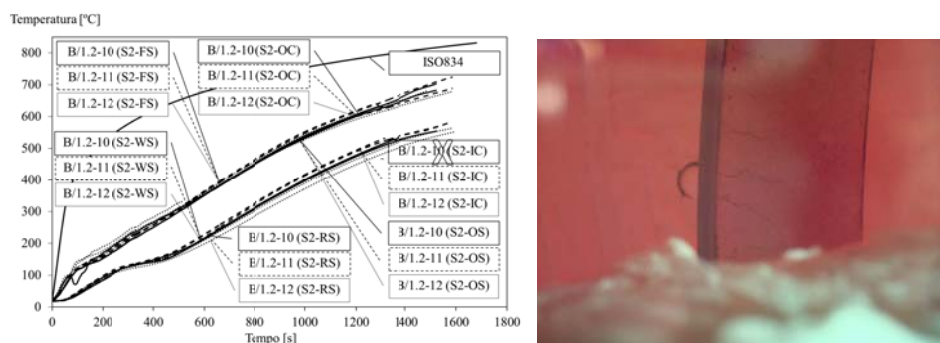 Temperatura [ºC]
800
700
600
500
400
300
200
100
0
B/1.2-10 (S2-FS)
B/1.2-11 (S2-FS)
B/1.2-12 (S2-FS)
B/1.2-10 (S2-OC)
B/1.2-11 (S2-OC)
B/1.2-12 (S2-OC)
ISO834
B/1.2-10 (S2-WS)
B/1.2-11 (S2-WS)
B/1.2-12 (S2-WS)
B/1.2-10 (S2-IC)
B/1.2-11 (S2-IC)
B/1.2-12 (S2-IC)
E/1.2-10 (S2-RS)
E/1.2-11 (S2-RS)
E/1.2-12 (S2-RS)
3/1.2-10 (S2-OS)
3/1.2-11 (S2-OS)
3/1.2-12 (S2-OS)
0 200 400 600 800 1000 1200 1400 1600 1800
Tempo [s]